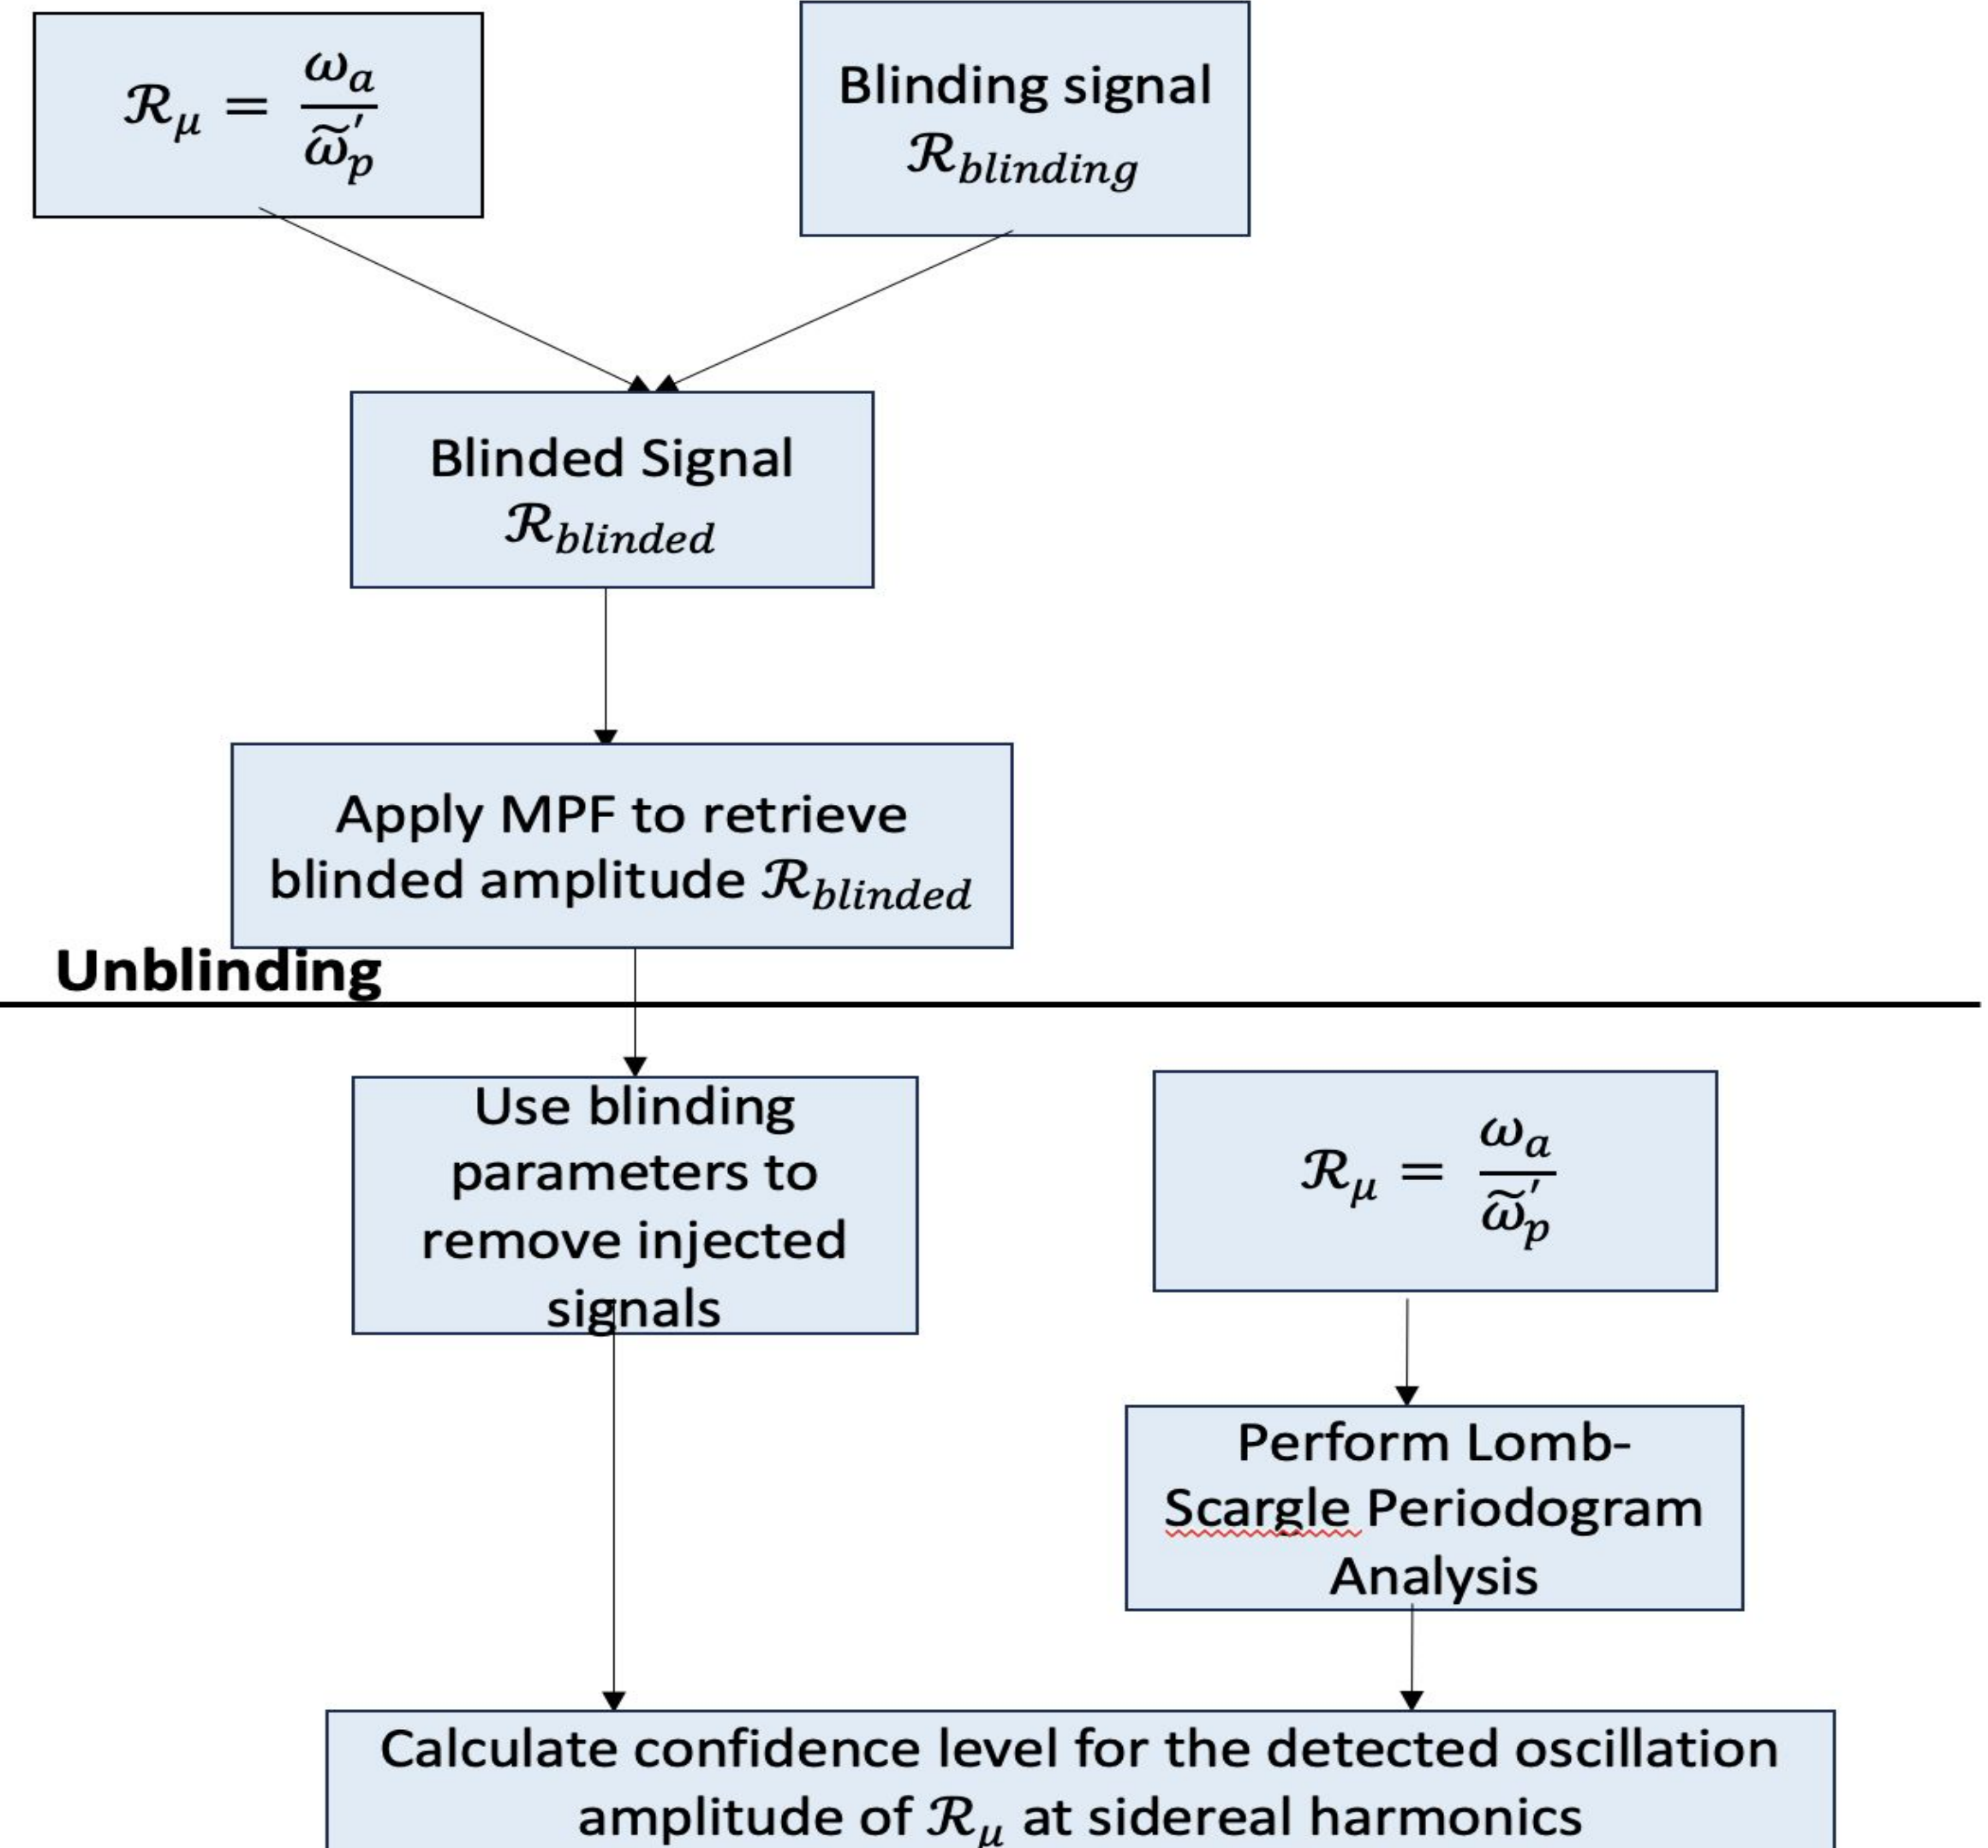 ℛ_μ = ω_a / ω̃'_p
Blinding signal
ℛ_blinding
Blinded Signal
ℛ_blinded
Apply MPF to retrieve
blinded amplitude ℛ_blinded
Unblinding
Use blinding
parameters to
remove injected
signals
ℛ_μ = ω_a / ω̃'_p
Perform Lomb-
Scargle Periodogram
Analysis
Calculate confidence level for the detected oscillation
amplitude of ℛ_μ at sidereal harmonics